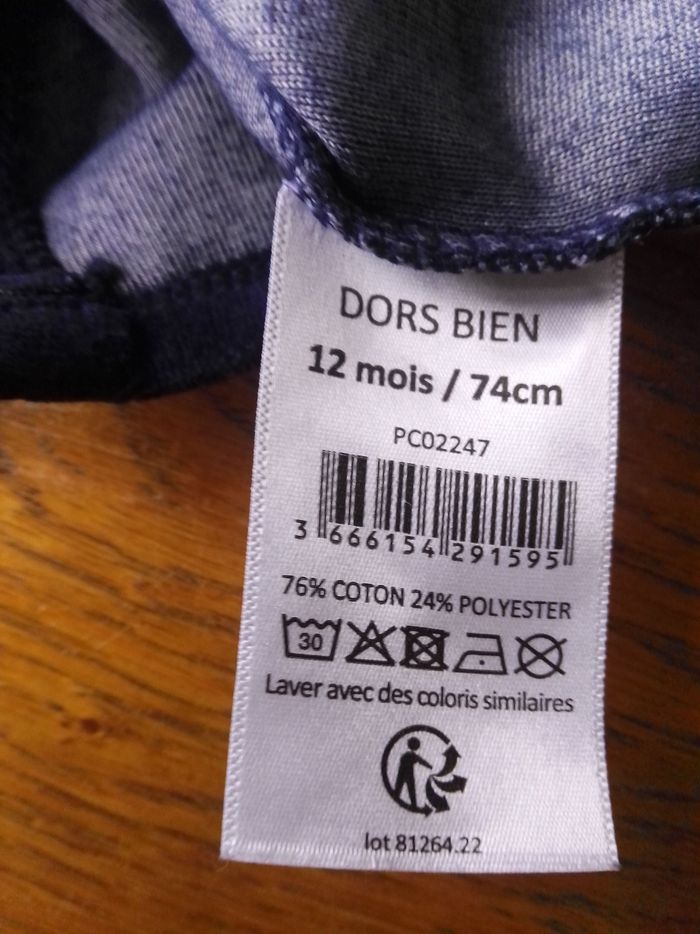 DORS BIEN
12 mois / 74cm
PC02247
3 666154 291595
76% COTON 24% POLYESTER
30
Laver avec des coloris similaires
lot 81264.22